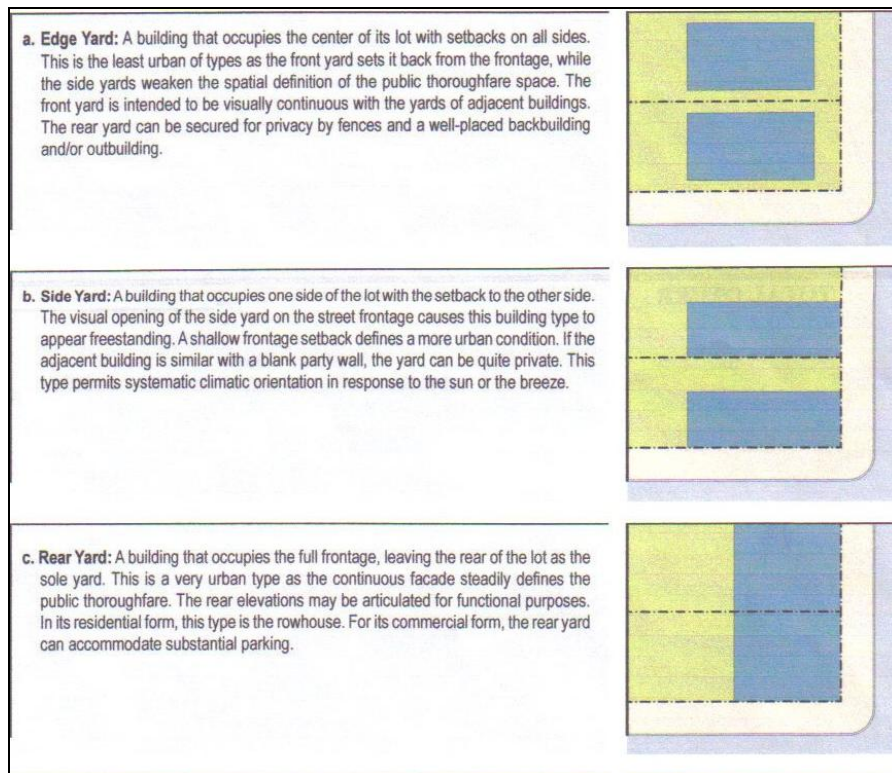 a. Edge Yard: A building that occupies the center of its lot with setbacks on all sides.
This is the least urban of types as the front yard sets it back from the frontage, while
the side yards weaken the spatial definition of the public thoroughfare space. The
front yard is intended to be visually continuous with the yards of adjacent buildings.
The rear yard can be secured for privacy by fences and a well-placed backbuilding
and/or outbuilding.
b. Side Yard: A building that occupies one side of the lot with the setback to the other side.
The visual opening of the side yard on the street frontage causes this building type to
appear freestanding. A shallow frontage setback defines a more urban condition. If the
adjacent building is similar with a blank party wall, the yard can be quite private. This
type permits systematic climatic orientation in response to the sun or the breeze.
c. Rear Yard: A building that occupies the full frontage, leaving the rear of the lot as the
sole yard. This is a very urban type as the continuous facade steadily defines the
public thoroughfare. The rear elevations may be articulated for functional purposes.
In its residential form, this type is the rowhouse. For its commercial form, the rear yard
can accommodate substantial parking.